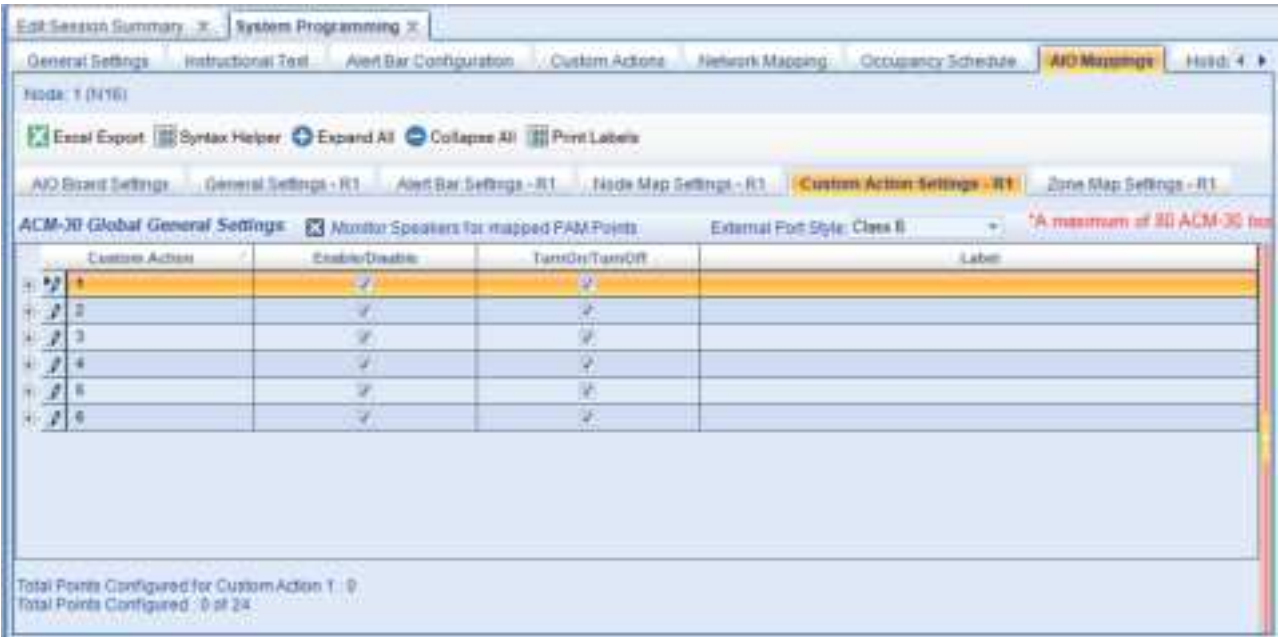 Edit Session Summary x System Programming x
General Settings Instructional Text Alert Bar Configuration Custom Actions Network Mapping Occupancy Schedule AIO Mappings Holid
Node: 1 (N16)
Excel Export Syntax Helper Expand All Collapse All Print Labels
AIO Board Settings General Settings - R1 Alert Bar Settings - R1 Node Map Settings - R1 Custom Action Settings - R1 Zone Map Settings - R1
ACM-30 Global General Settings Monitor Speakers for mapped PAM Points External Port Style: Class B *A maximum of 80 ACM-30
Custom Action Enable/Disable TurnOn/TurnOff Label
1
2
3
4
5
6
Total Points Configured for Custom Action 1 : 0
Total Points Configured : 0 of 24